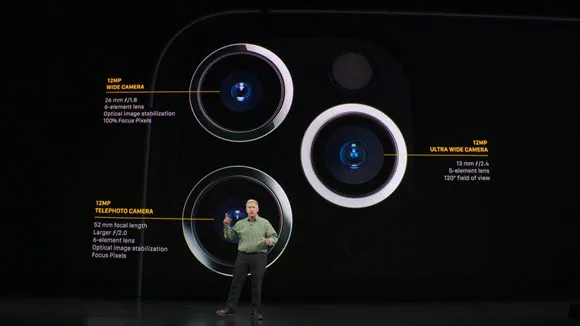 12MP
WIDE CAMERA
26 mm ƒ/1.8
6-element lens
Optical image stabilization
100% Focus Pixels
12MP
ULTRA WIDE CAMERA
13 mm ƒ/2.4
5-element lens
120° field of view
12MP
TELEPHOTO CAMERA
52 mm focal length
Larger ƒ/2.0
6-element lens
Optical image stabilization
Focus Pixels